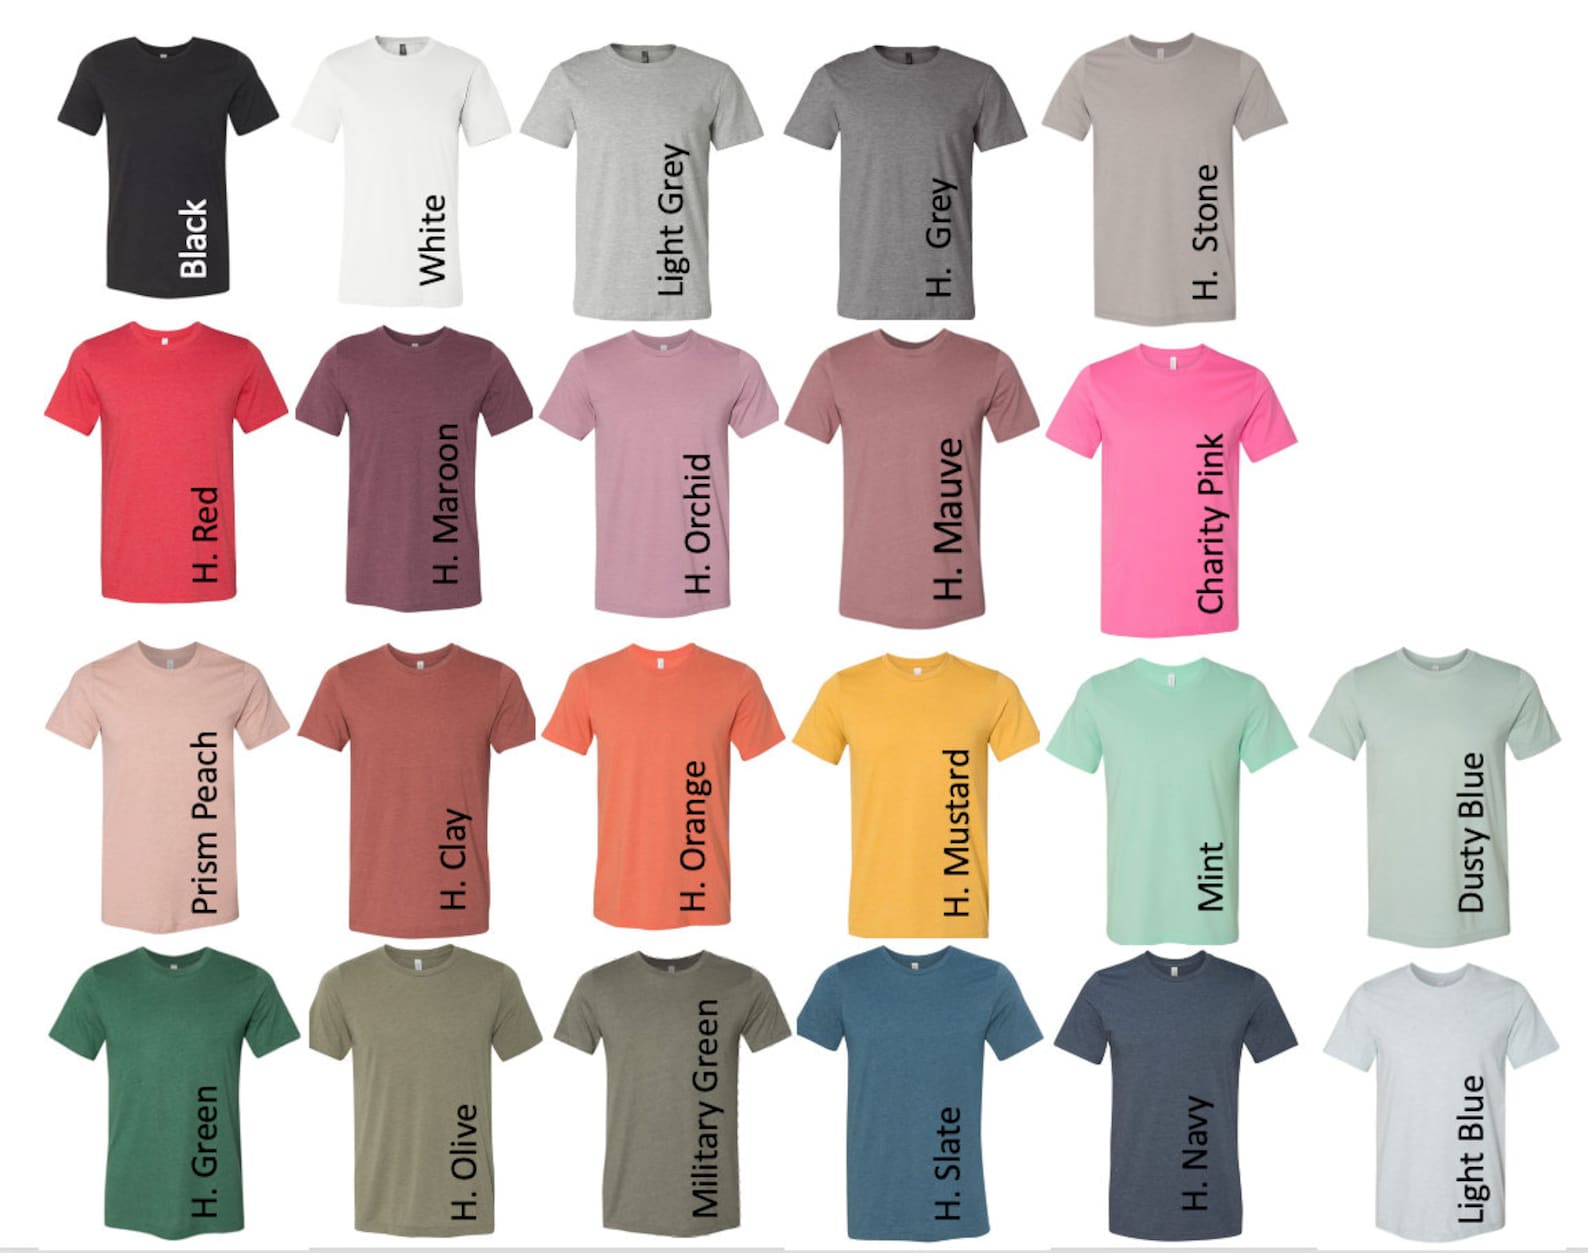 Black
White
Light Grey
H. Grey
H. Stone
H. Red
H. Maroon
H. Orchid
H. Mauve
Charity Pink
Prism Peach
H. Clay
H. Orange
H. Mustard
Mint
Dusty Blue
H. Green
H. Olive
Military Green
H. Slate
H. Navy
Light Blue